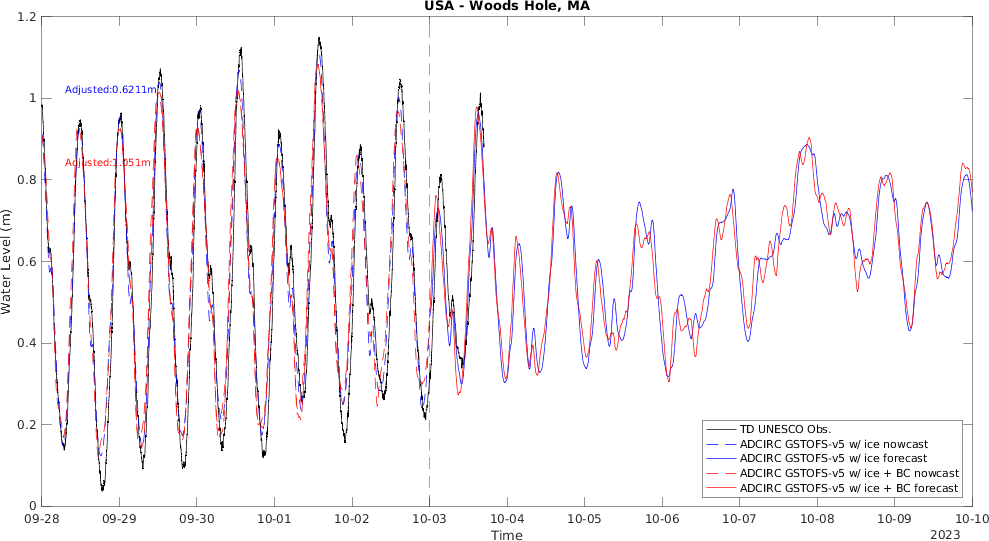 USA - Woods Hole, MA
1.2
1
0.8
0.6
0.4
0.2
0
Water Level (m)
Adjusted:0.6211m
Adjusted:1.051m
TD UNESCO Obs.
ADCIRC GSTOFS-v5 w/ ice nowcast
ADCIRC GSTOFS-v5 w/ ice forecast
ADCIRC GSTOFS-v5 w/ ice + BC nowcast
ADCIRC GSTOFS-v5 w/ ice + BC forecast
09-28 09-29 09-30 10-01 10-02 10-03 10-04 10-05 10-06 10-07 10-08 10-09 10-10
Time
2023